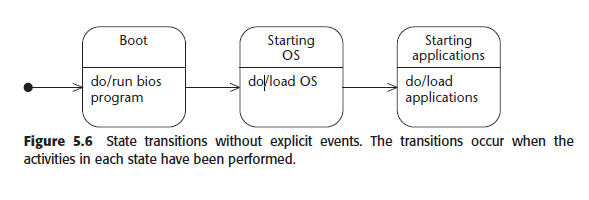 Boot
do/run bios
program
Starting
OS
do/load OS
Starting
applications
do/load
applications
Figure 5.6 State transitions without explicit events. The transitions occur when the
activities in each state have been performed.